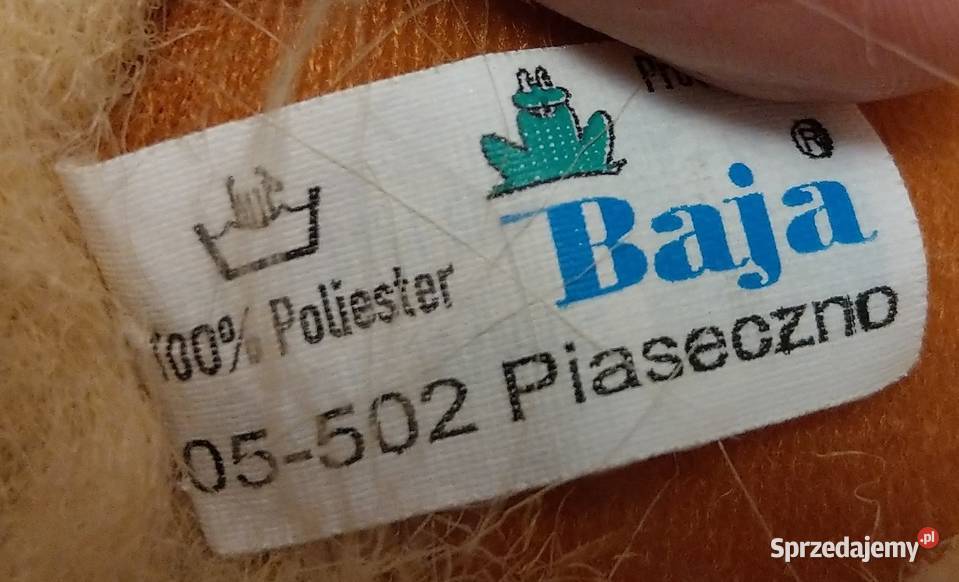 ®
Baja
100% Poliester
05-502 Piaseczno
Sprzedajemy.pl